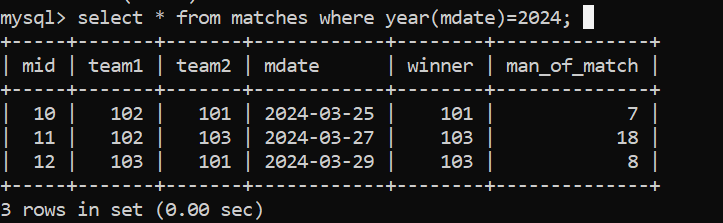 mysql> select * from matches where year(mdate)=2024;
+-----+-------+-------+------------+--------+--------------+
| mid | team1 | team2 | mdate      | winner | man_of_match |
+-----+-------+-------+------------+--------+--------------+
|  10 |   102 |   101 | 2024-03-25 |    101 |            7 |
|  11 |   102 |   103 | 2024-03-27 |    103 |           18 |
|  12 |   103 |   101 | 2024-03-29 |    103 |            8 |
+-----+-------+-------+------------+--------+--------------+
3 rows in set (0.00 sec)